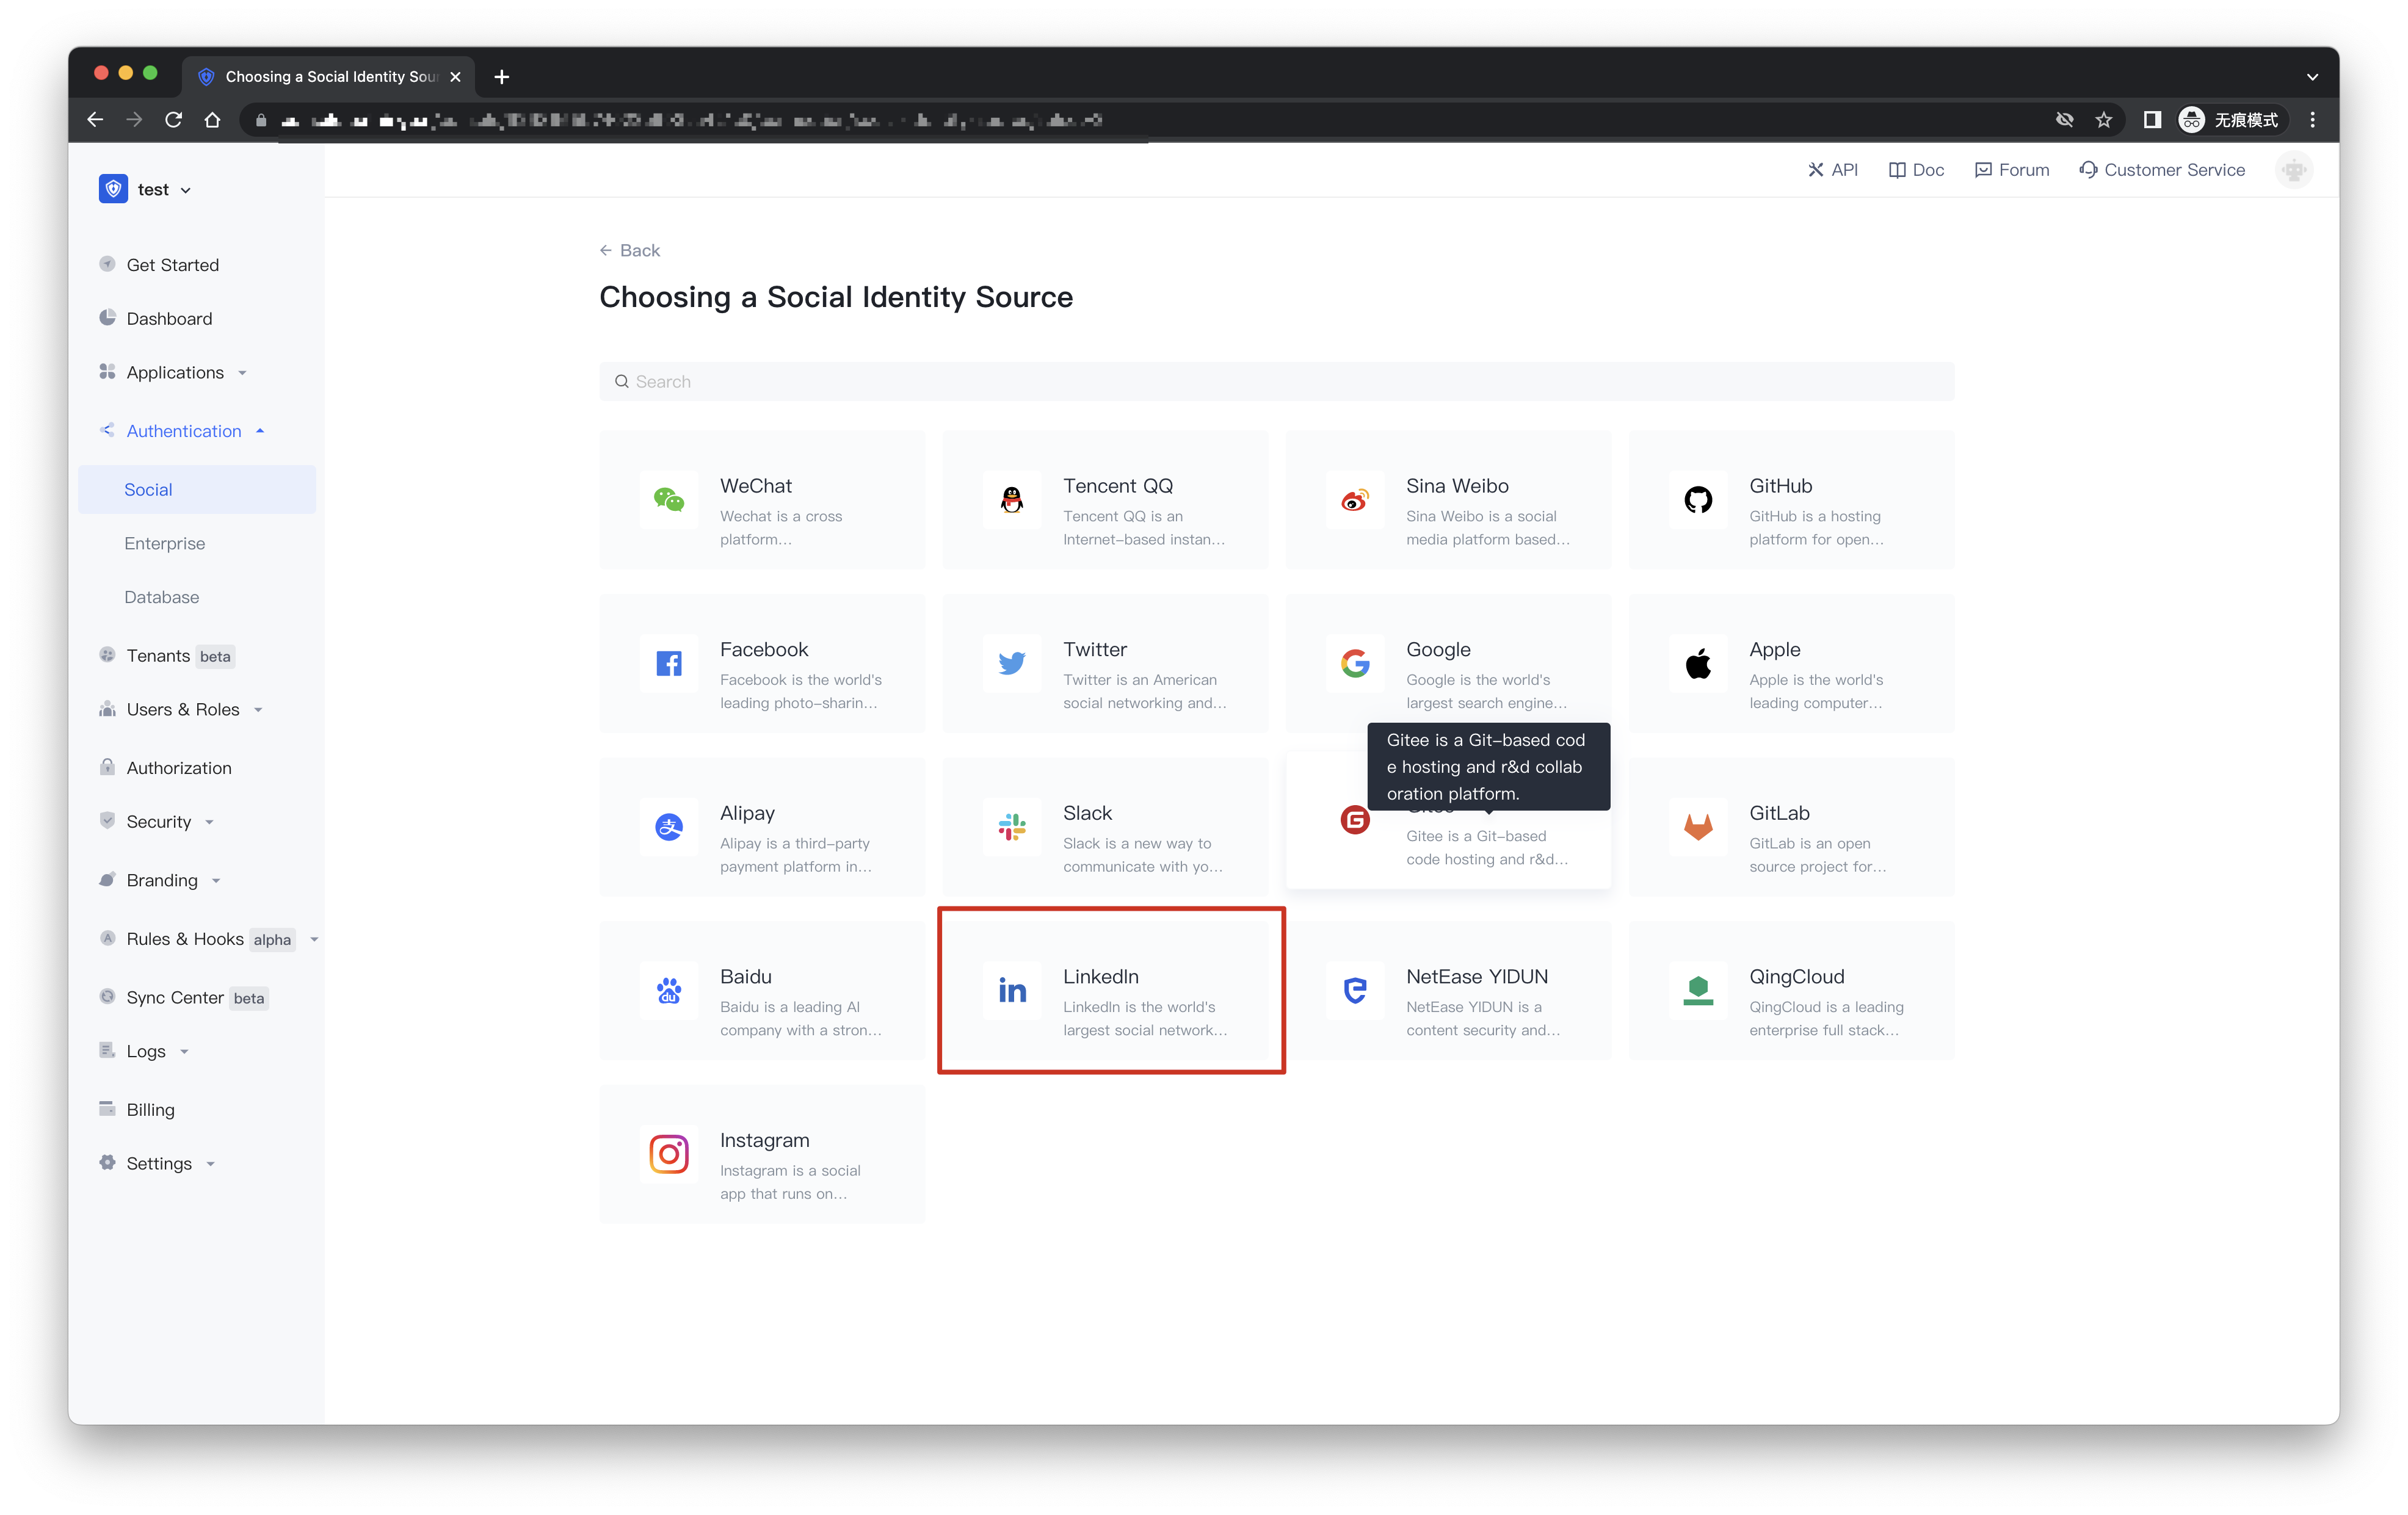 Choosing a Social Identity Sou
无痕模式
test
API
Doc
Forum
Customer Service
Get Started
Dashboard
Applications
Authentication
Social
Enterprise
Database
Tenants beta
Users & Roles
Authorization
Security
Branding
Rules & Hooks alpha
Sync Center beta
Logs
Billing
Settings
Back
Choosing a Social Identity Source
Search
WeChat
Wechat is a cross
platform...
Tencent QQ
Tencent QQ is an
Internet-based instan...
Sina Weibo
Sina Weibo is a social
media platform based...
GitHub
GitHub is a hosting
platform for open...
Facebook
Facebook is the world's
leading photo-sharin...
Twitter
Twitter is an American
social networking and...
Google
Google is the world's
largest search engine...
Apple
Apple is the world's
leading computer...
Alipay
Alipay is a third-party
payment platform in...
Slack
Slack is a new way to
communicate with yo...
Gitee is a Git-based cod
e hosting and r&d collab
oration platform.
Gitee is a Git-based
code hosting and r&d...
GitLab
GitLab is an open
source project for...
Baidu
du
Baidu is a leading AI
company with a stron...
LinkedIn
in
LinkedIn is the world's
largest social network...
NetEase YIDUN
NetEase YIDUN is a
content security and...
QingCloud
QingCloud is a leading
enterprise full stack...
Instagram
Instagram is a social
app that runs on...